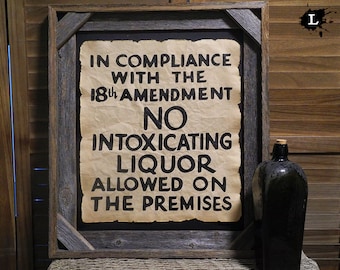 L
IN COMPLIANCE
WITH THE
18th AMENDMENT
NO
INTOXICATING
LIQUOR
ALLOWED ON
THE PREMISES